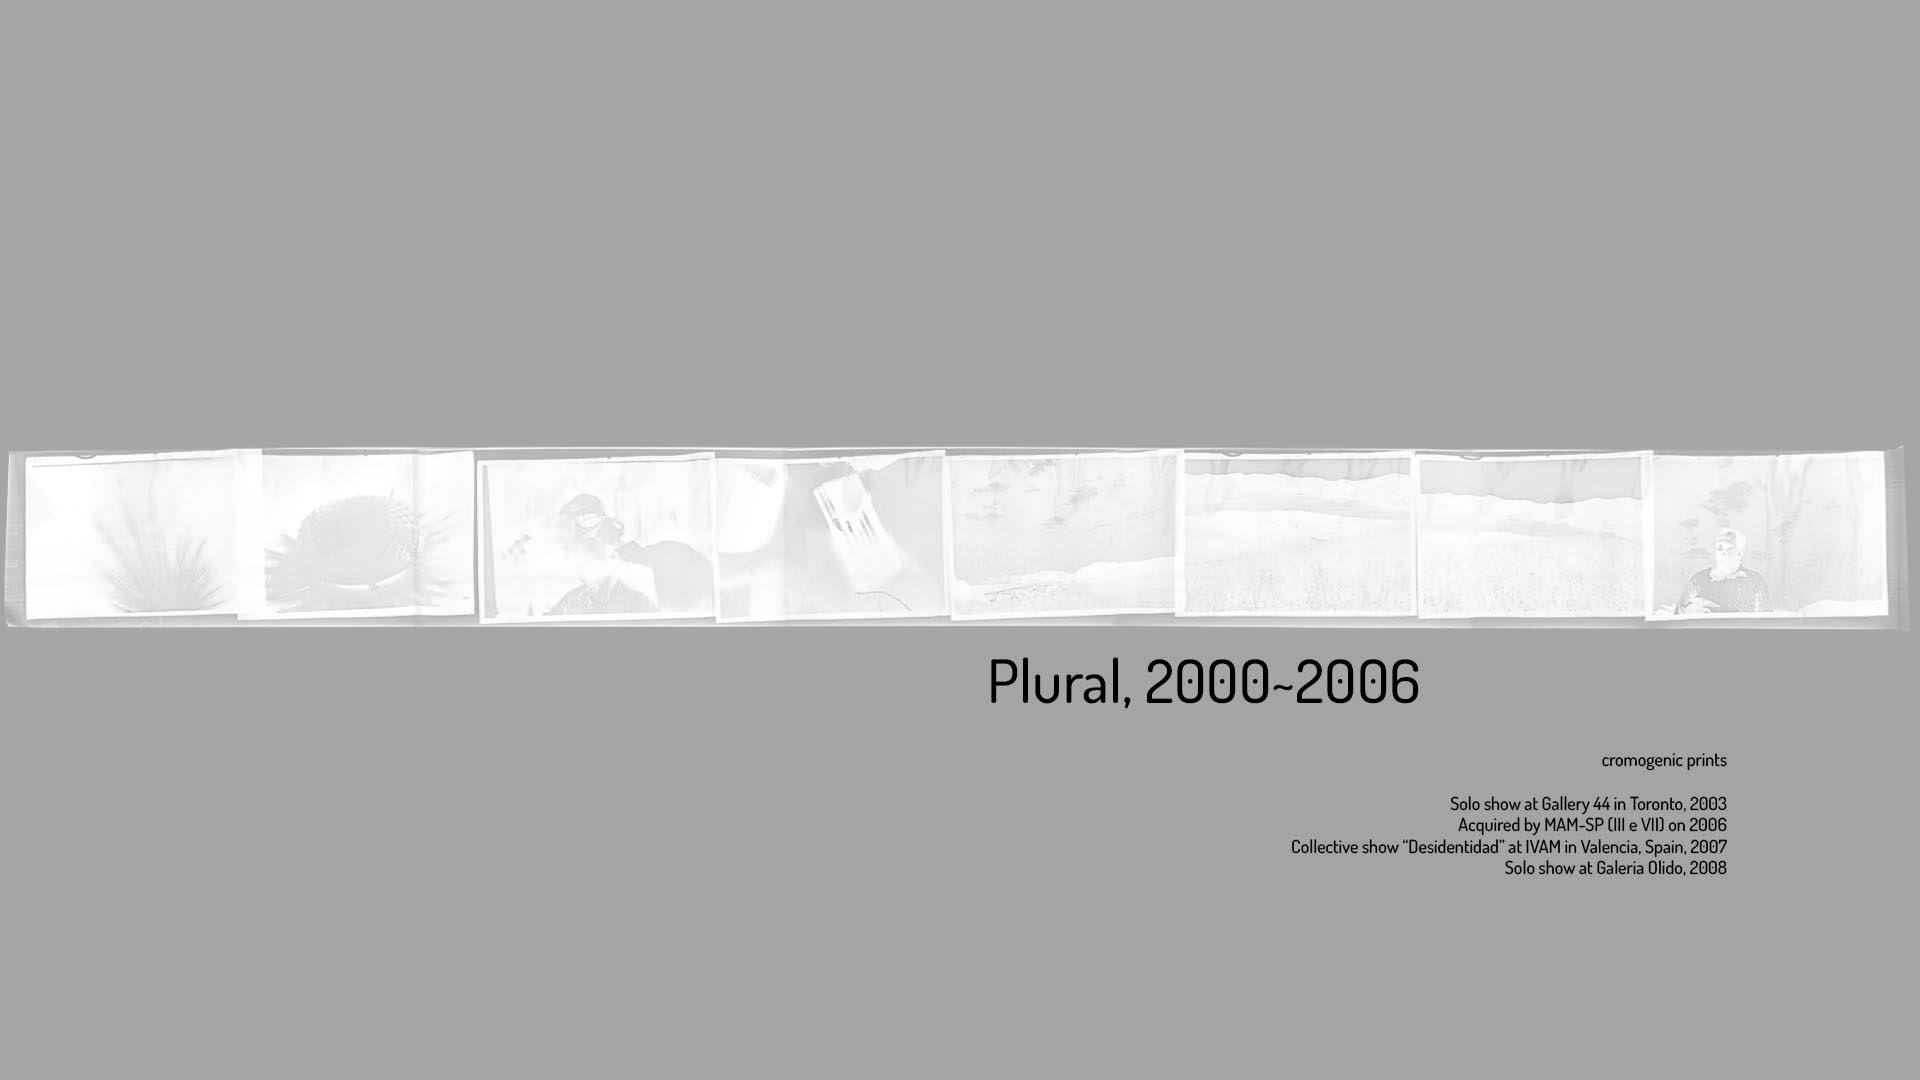 Plural, 2000~2006
cromogenic prints
Solo show at Gallery 44 in Toronto, 2003
Acquired by MAM-SP (III e VII) on 2006
Collective show “Desidentidad” at IVAM in Valencia, Spain, 2007
Solo show at Galeria Olido, 2008